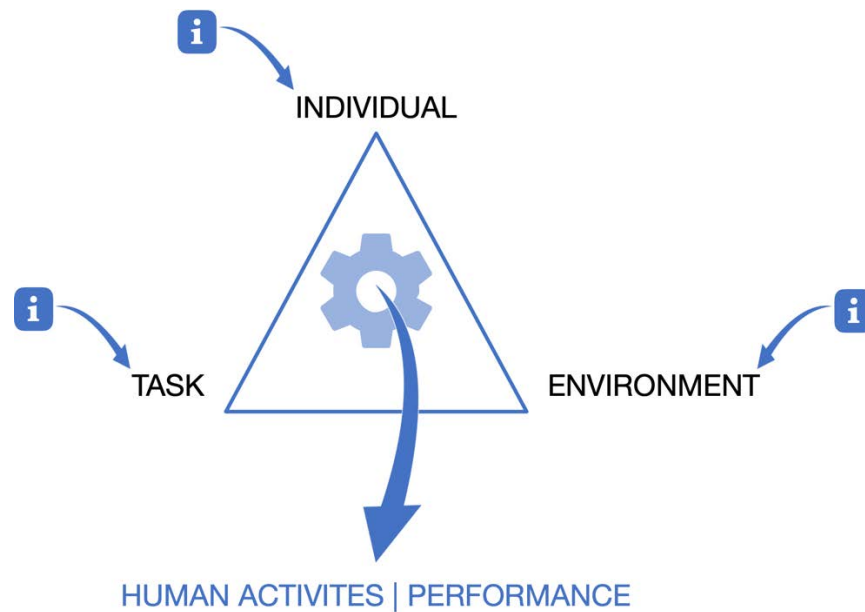 i
INDIVIDUAL
i
i
TASK
ENVIRONMENT
HUMAN ACTIVITES | PERFORMANCE